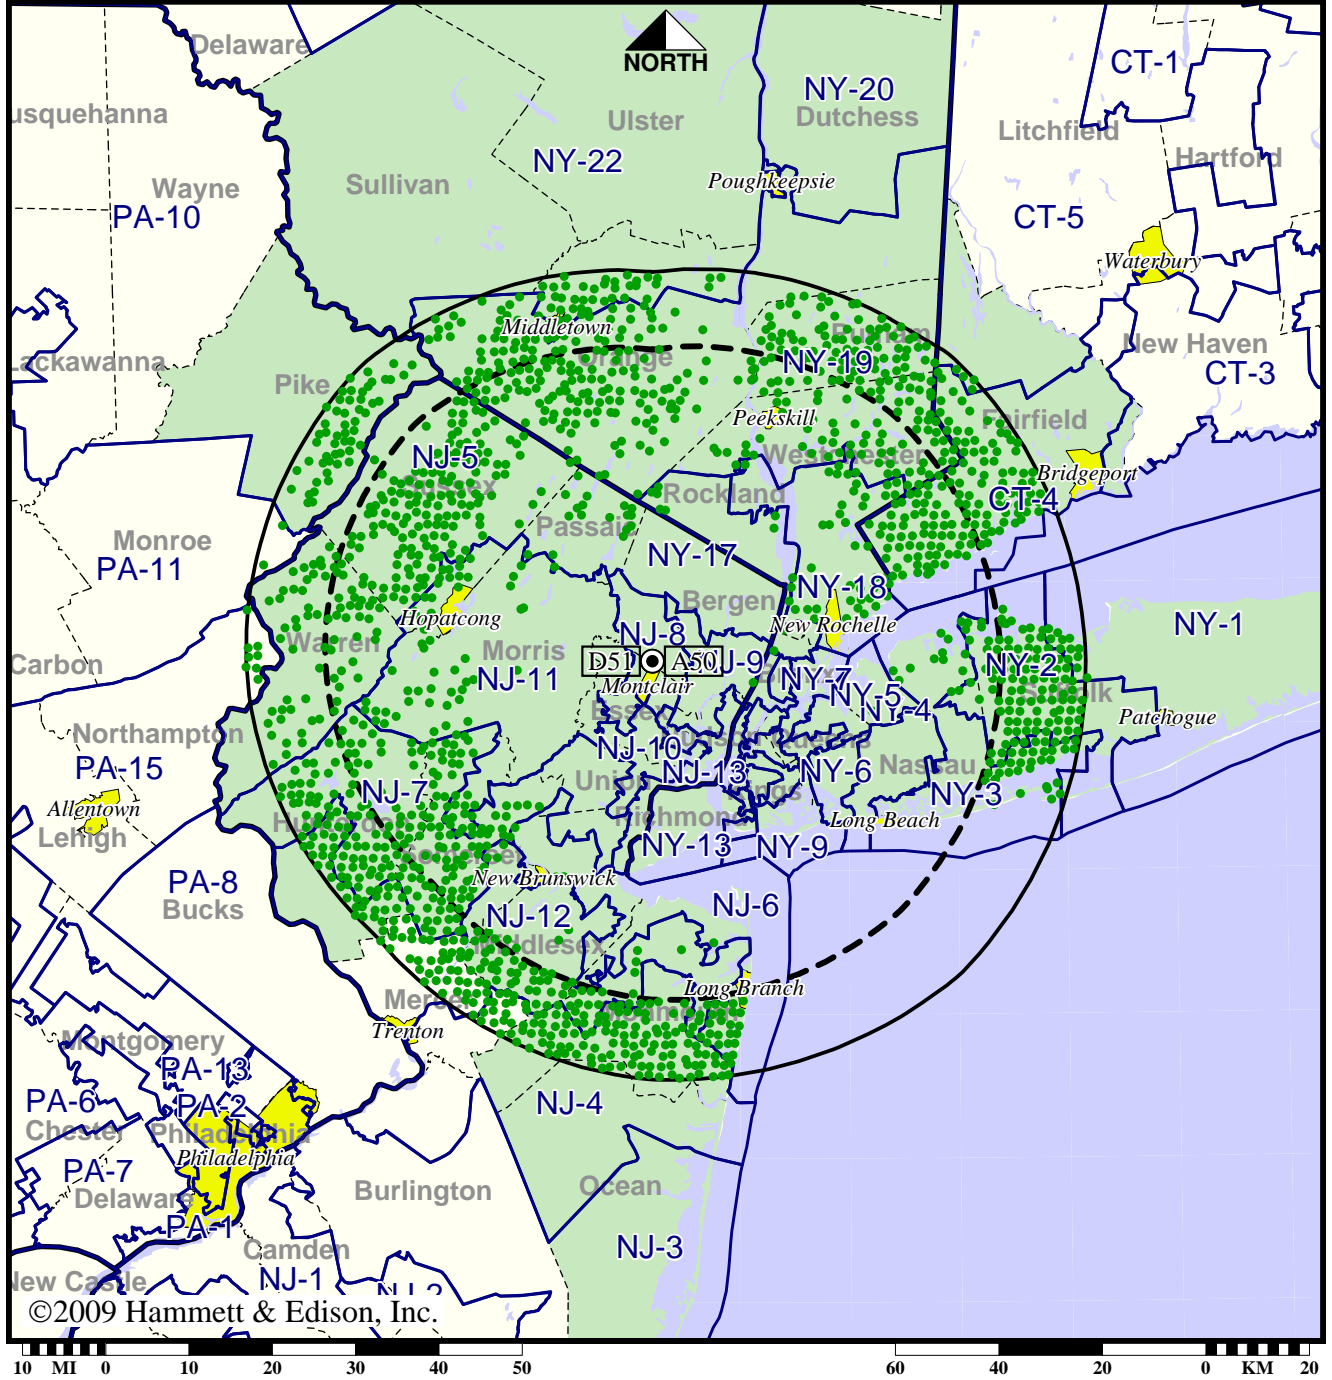 Delaware
NORTH
CT-1
NY-20
Dutchess
usquehanna
Ulster
Litchfield
Hartford
NY-22
Wayne
Sullivan
Poughkeepsie
PA-10
CT-5
Waterbury
Middletown
Putnam
Lackawanna
Orange
NY-19
New Haven
CT-3
Pike
Peekskill
Fairfield
NJ-5
Westchester
Bridgeport
Sussex
Rockland
CT-4
Passaic
Monroe
NY-17
PA-11
NY-18
Bergen
Hopatcong
New Rochelle
NY-1
NJ-8
Warren
Morris
Carbon
D51
A50
NJ-9
NY-2
NJ-11
Montclair
Bronx
NY-7
NY-5
Suffolk
Essex
NY-4
Patchogue
Northampton
Hudson
Queens
NJ-10
PA-15
NJ-13
NY-6
Nassau
Union
NJ-7
Kings
NY-3
Allentown
Hunterdon
Richmond
Long Beach
Lehigh
NY-13
NY-9
Somerset
New Brunswick
PA-8
Bucks
NJ-6
NJ-12
Middlesex
Long Branch
Mercer
Monmouth
Trenton
Montgomery
PA-13
PA-6
PA-2
NJ-4
Chester
Philadelphia
Philadelphia
PA-7
Delaware
Burlington
Ocean
PA-1
Camden
NJ-3
New Castle
NJ-1
NJ-2
©2009 Hammett & Edison, Inc.
10 MI 0 10 20 30 40 50 60 40 20 0 KM 20